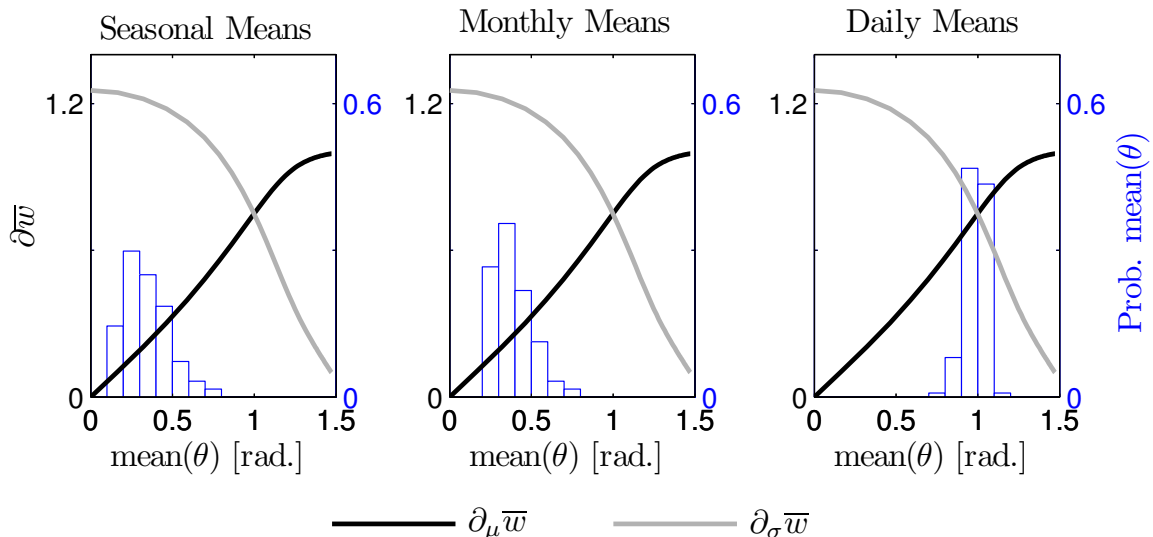 Seasonal Means Monthly Means Daily Means
1.2 0.6 1.2 0.6 1.2 0.6
∂w̅
Prob. mean(θ)
0 0 0 0 0 0
0 0.5 1 1.5 0 0.5 1 1.5 0 0.5 1 1.5
mean(θ) [rad.] mean(θ) [rad.] mean(θ) [rad.]
∂μw̅ ∂σw̅